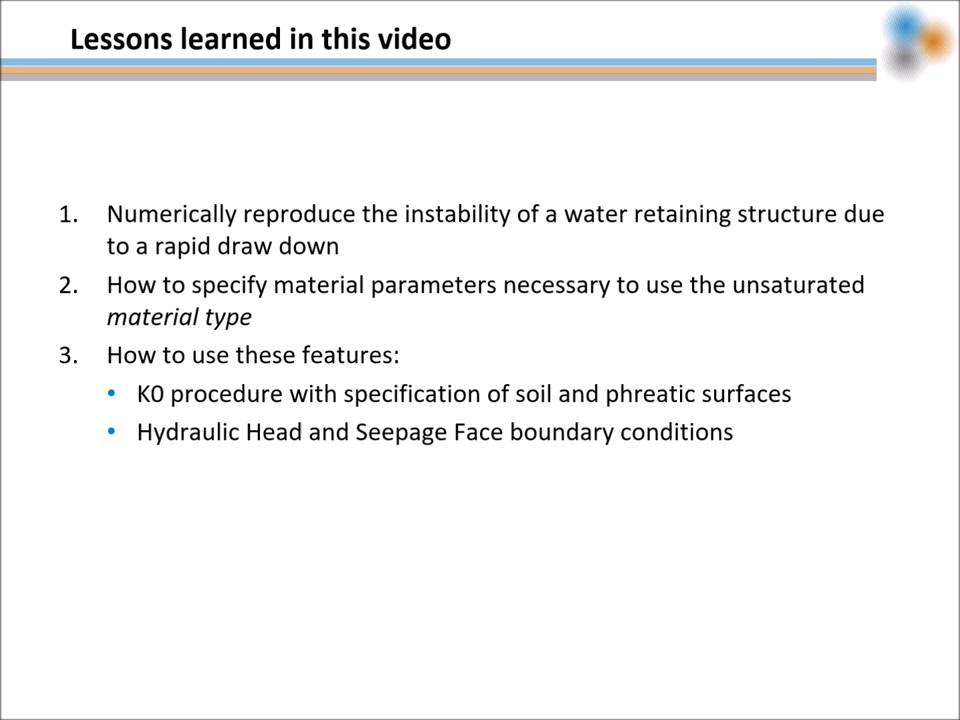 Lessons learned in this video
1. Numerically reproduce the instability of a water retaining structure due
to a rapid draw down
2. How to specify material parameters necessary to use the unsaturated
material type
3. How to use these features:
• K0 procedure with specification of soil and phreatic surfaces
• Hydraulic Head and Seepage Face boundary conditions